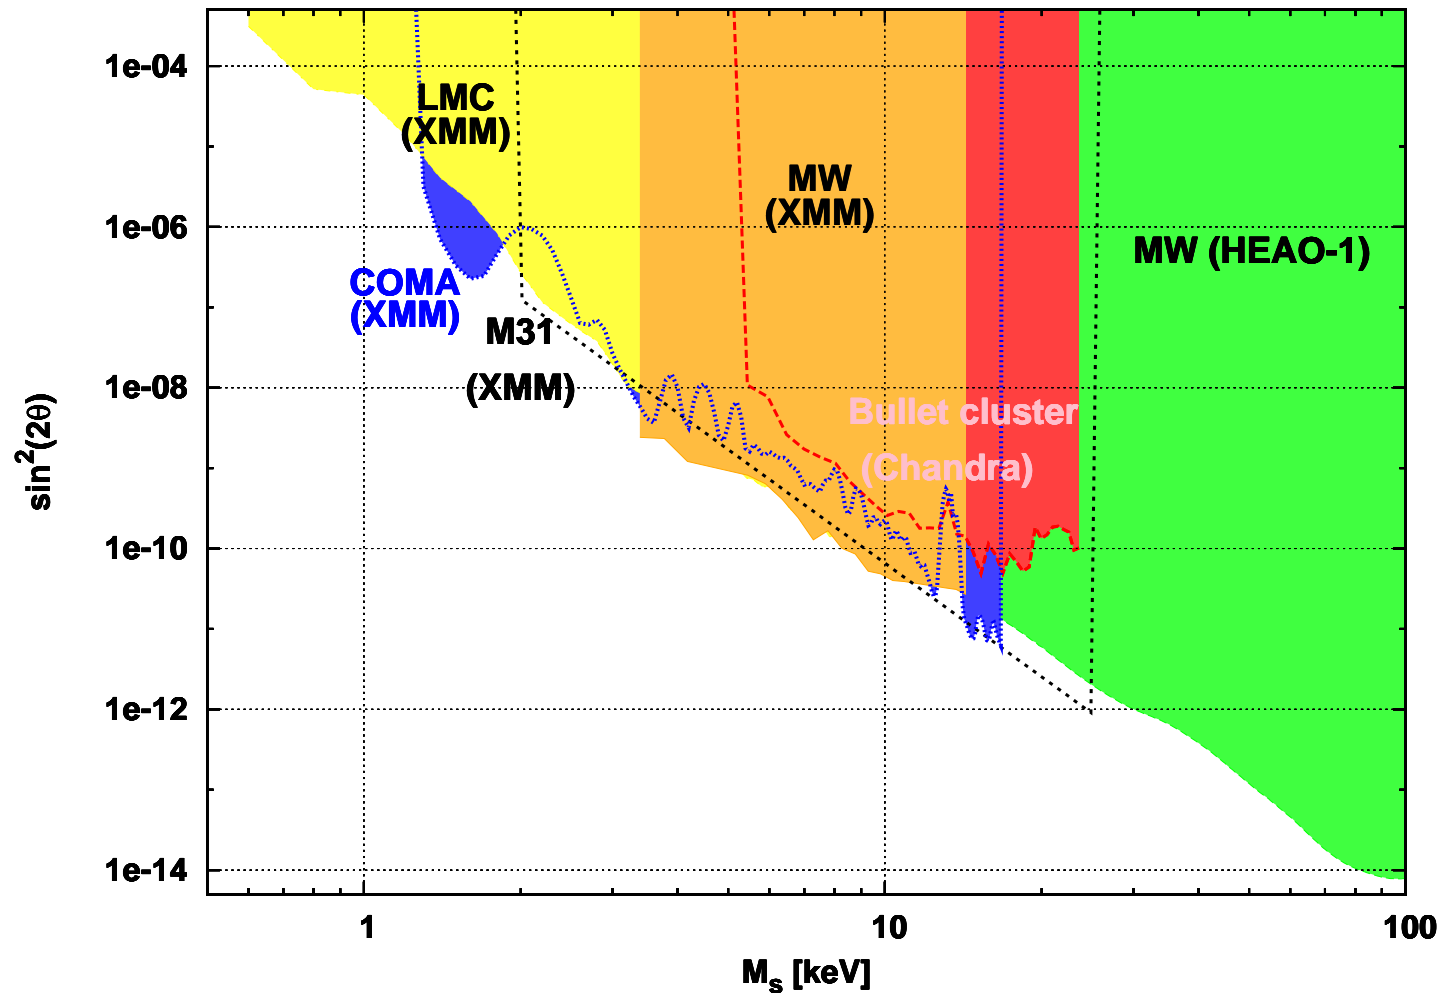 1e-04
1e-06
1e-08
1e-10
1e-12
1e-14
sin²(2θ)
LMC
(XMM)
MW
(XMM)
MW (HEAO-1)
COMA
(XMM)
M31
(XMM)
Bullet cluster
(Chandra)
1
10
100
Mₛ [keV]